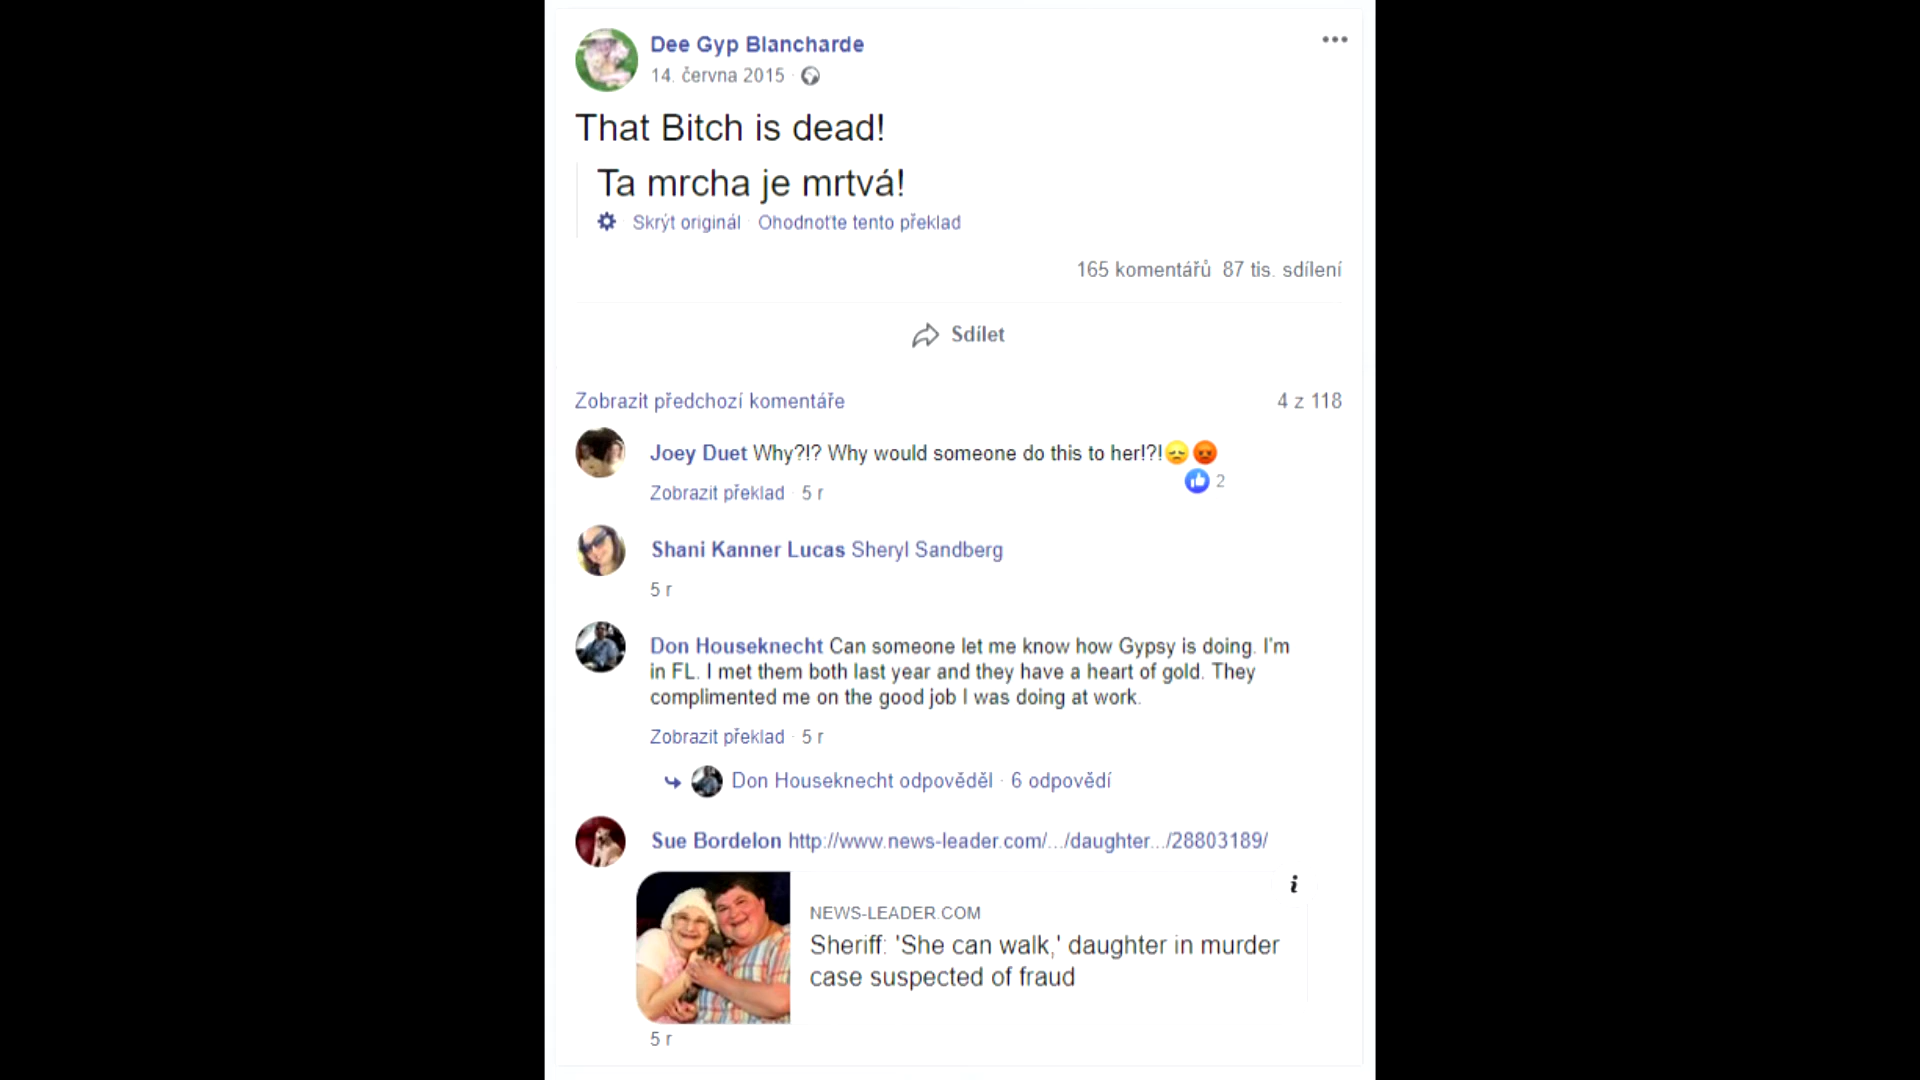 Dee Gyp Blancharde
14. června 2015 ·
That Bitch is dead!
Ta mrcha je mrtvá!
Skrýt originál · Ohodnoťte tento překlad
165 komentářů 87 tis. sdílení
Sdílet
Zobrazit předchozí komentáře 4 z 118
Joey Duet Why?!? Why would someone do this to her!?!😞😡
2
Zobrazit překlad · 5 r
Shani Kanner Lucas Sheryl Sandberg
5 r
Don Houseknecht Can someone let me know how Gypsy is doing. I'm
in FL. I met them both last year and they have a heart of gold. They
complimented me on the good job I was doing at work.
Zobrazit překlad · 5 r
Don Houseknecht odpověděl · 6 odpovědí
Sue Bordelon http://www.news-leader.com/.../daughter.../28803189/
i
NEWS-LEADER.COM
Sheriff: 'She can walk,' daughter in murder
case suspected of fraud
5 r